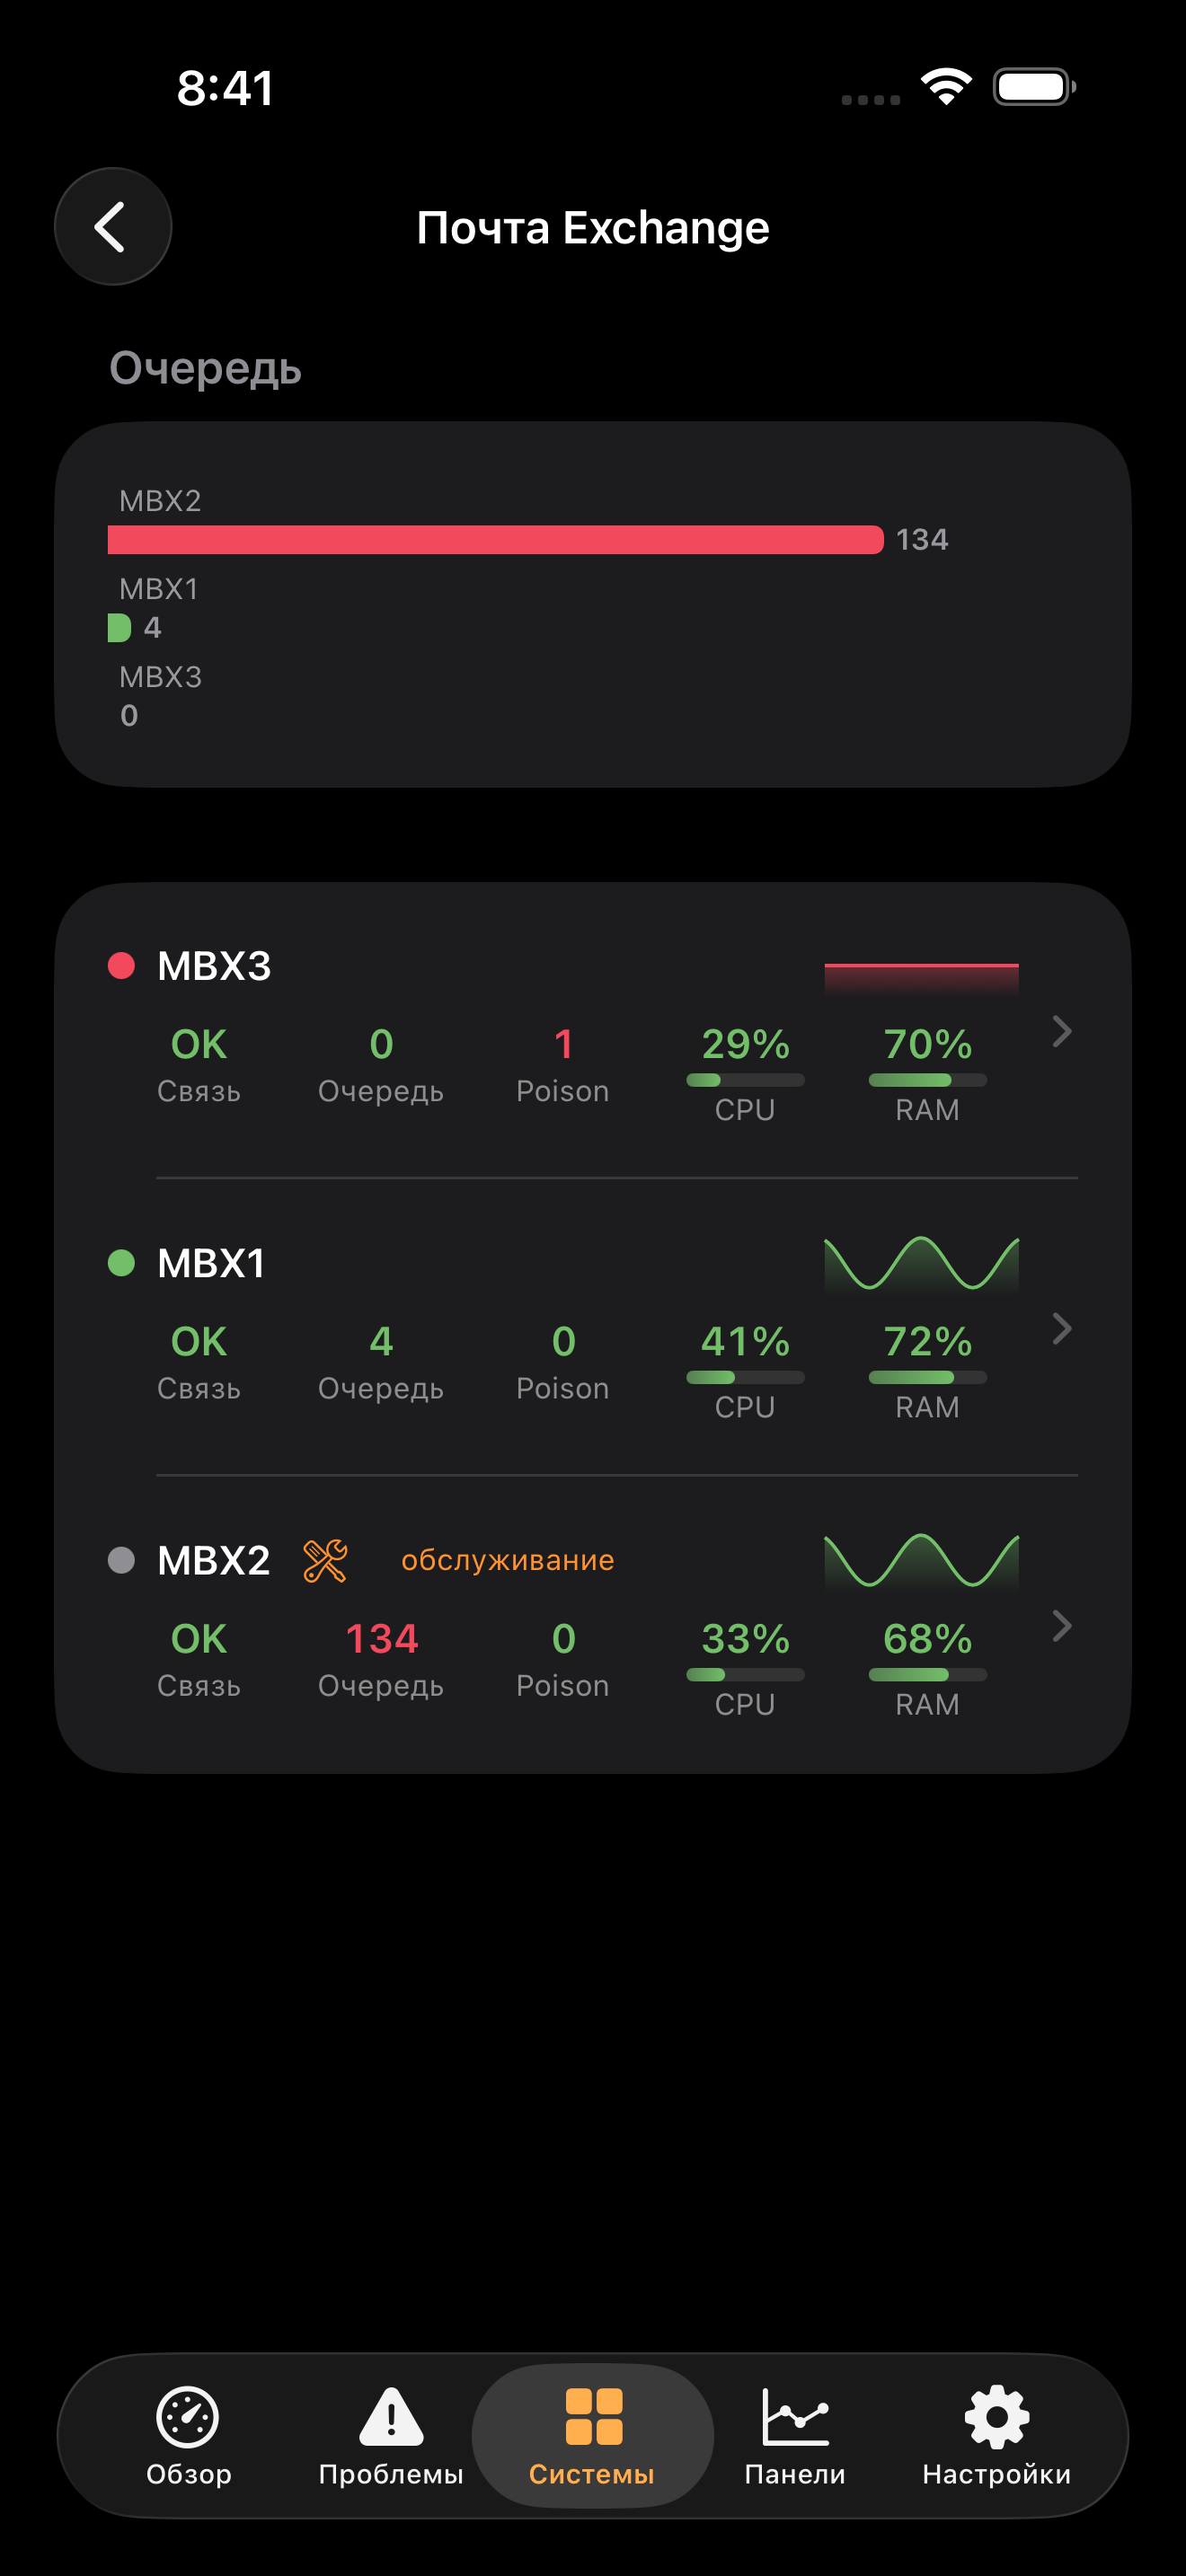 8:41
Почта Exchange
Очередь
MBX2
134
MBX1
4
MBX3
0
MBX3
OK 0 1 29% 70%
Связь Очередь Poison CPU RAM
MBX1
OK 4 0 41% 72%
Связь Очередь Poison CPU RAM
MBX2 обслуживание
OK 134 0 33% 68%
Связь Очередь Poison CPU RAM
Обзор Проблемы Системы Панели Настройки